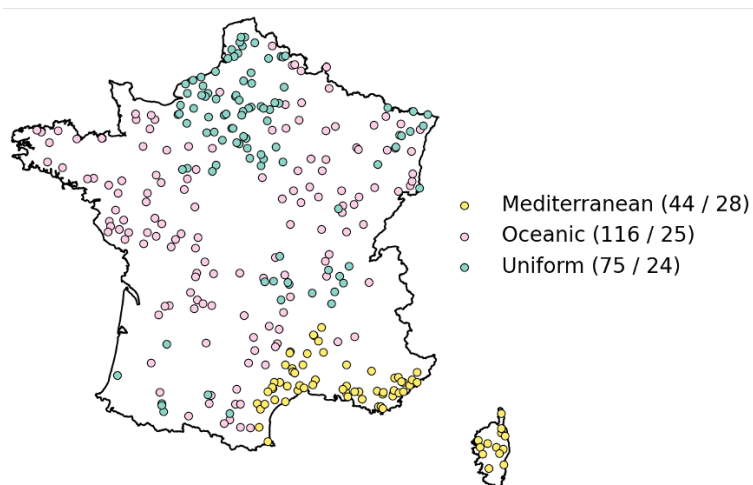 Mediterranean (44 / 28)
Oceanic (116 / 25)
Uniform (75 / 24)